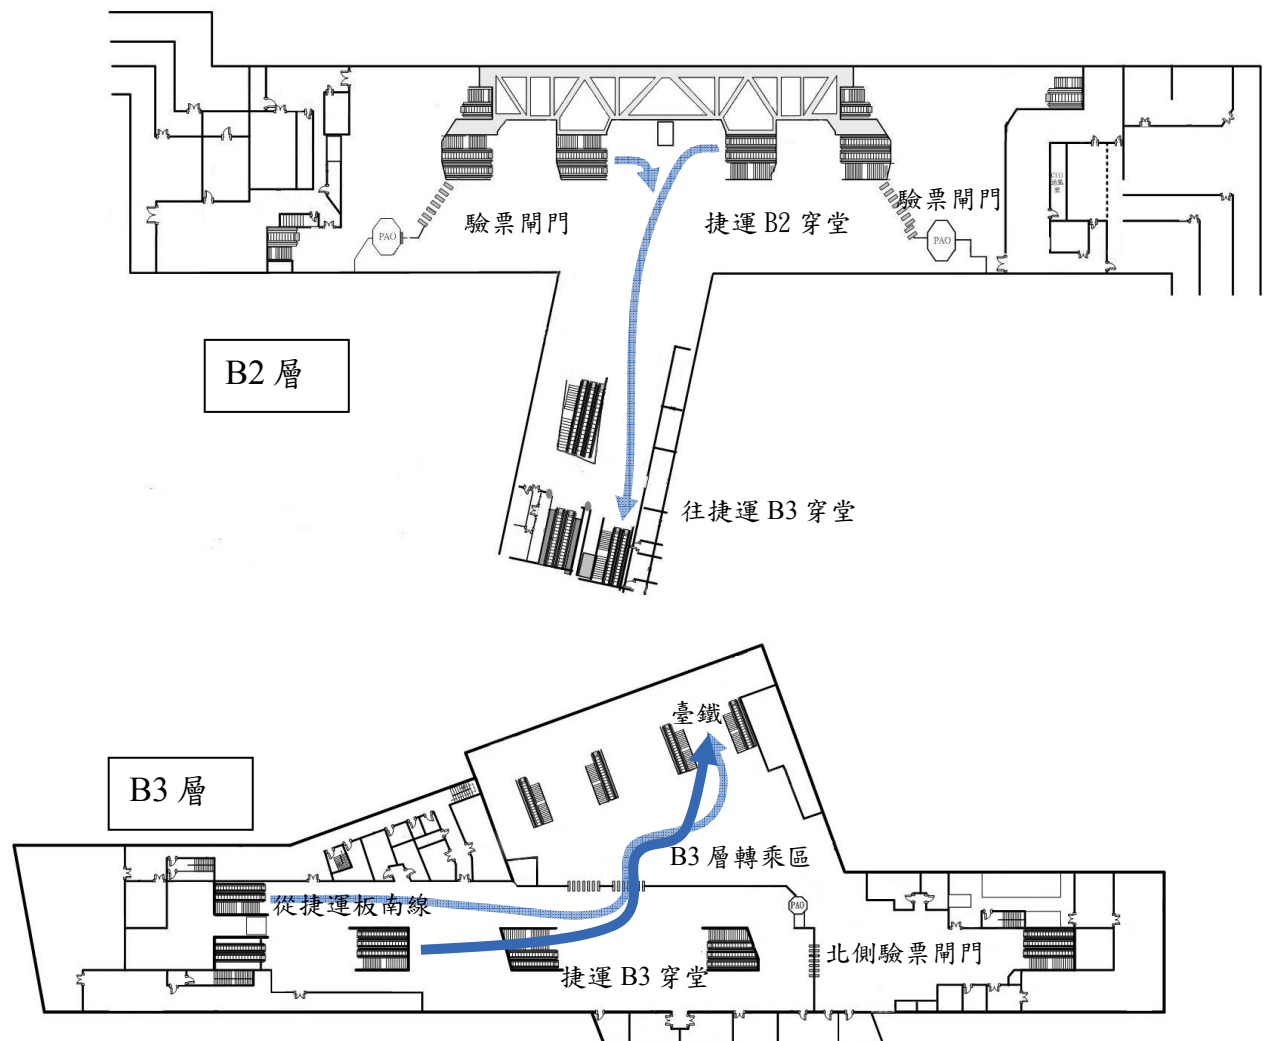 驗票閘門
捷運 B2 穿堂
驗票閘門
PAO
PAO
B2 層
往捷運 B3 穿堂
臺鐵
B3 層
B3 層轉乘區
從捷運板南線
PAO
北側驗票閘門
捷運 B3 穿堂